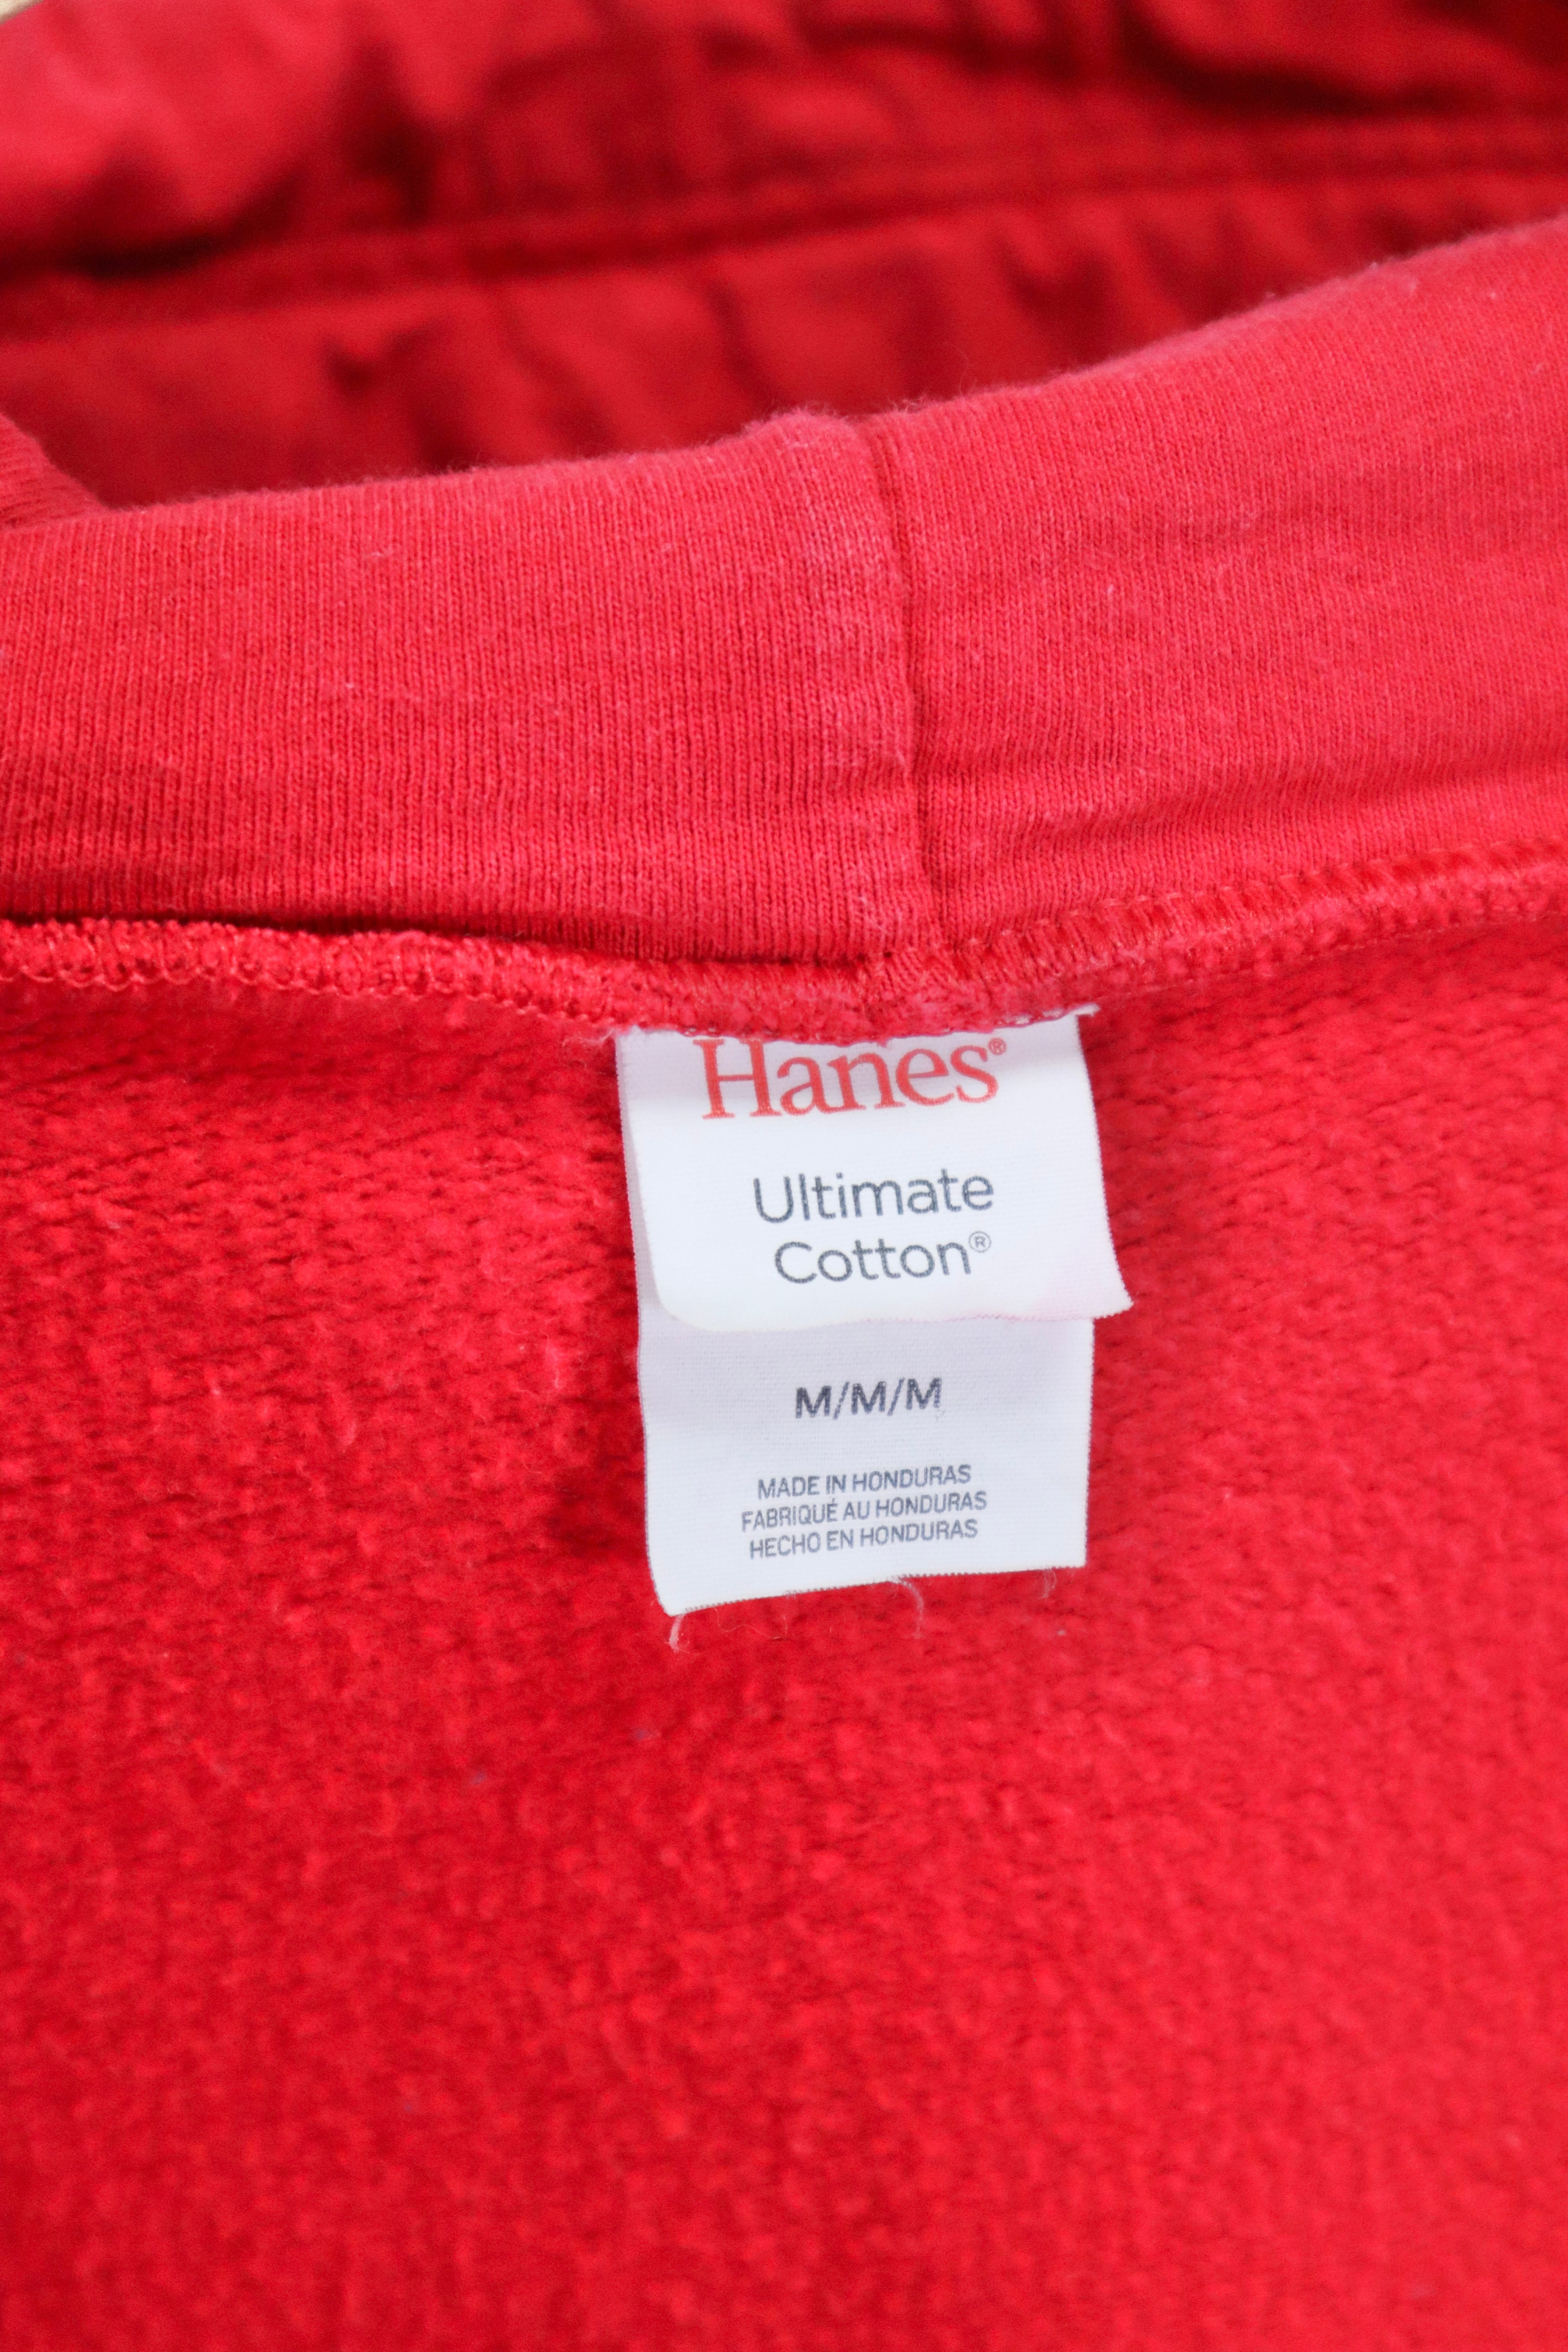 Hanes®
Ultimate
Cotton®
M/M/M
MADE IN HONDURAS
FABRIQUÉ AU HONDURAS
HECHO EN HONDURAS